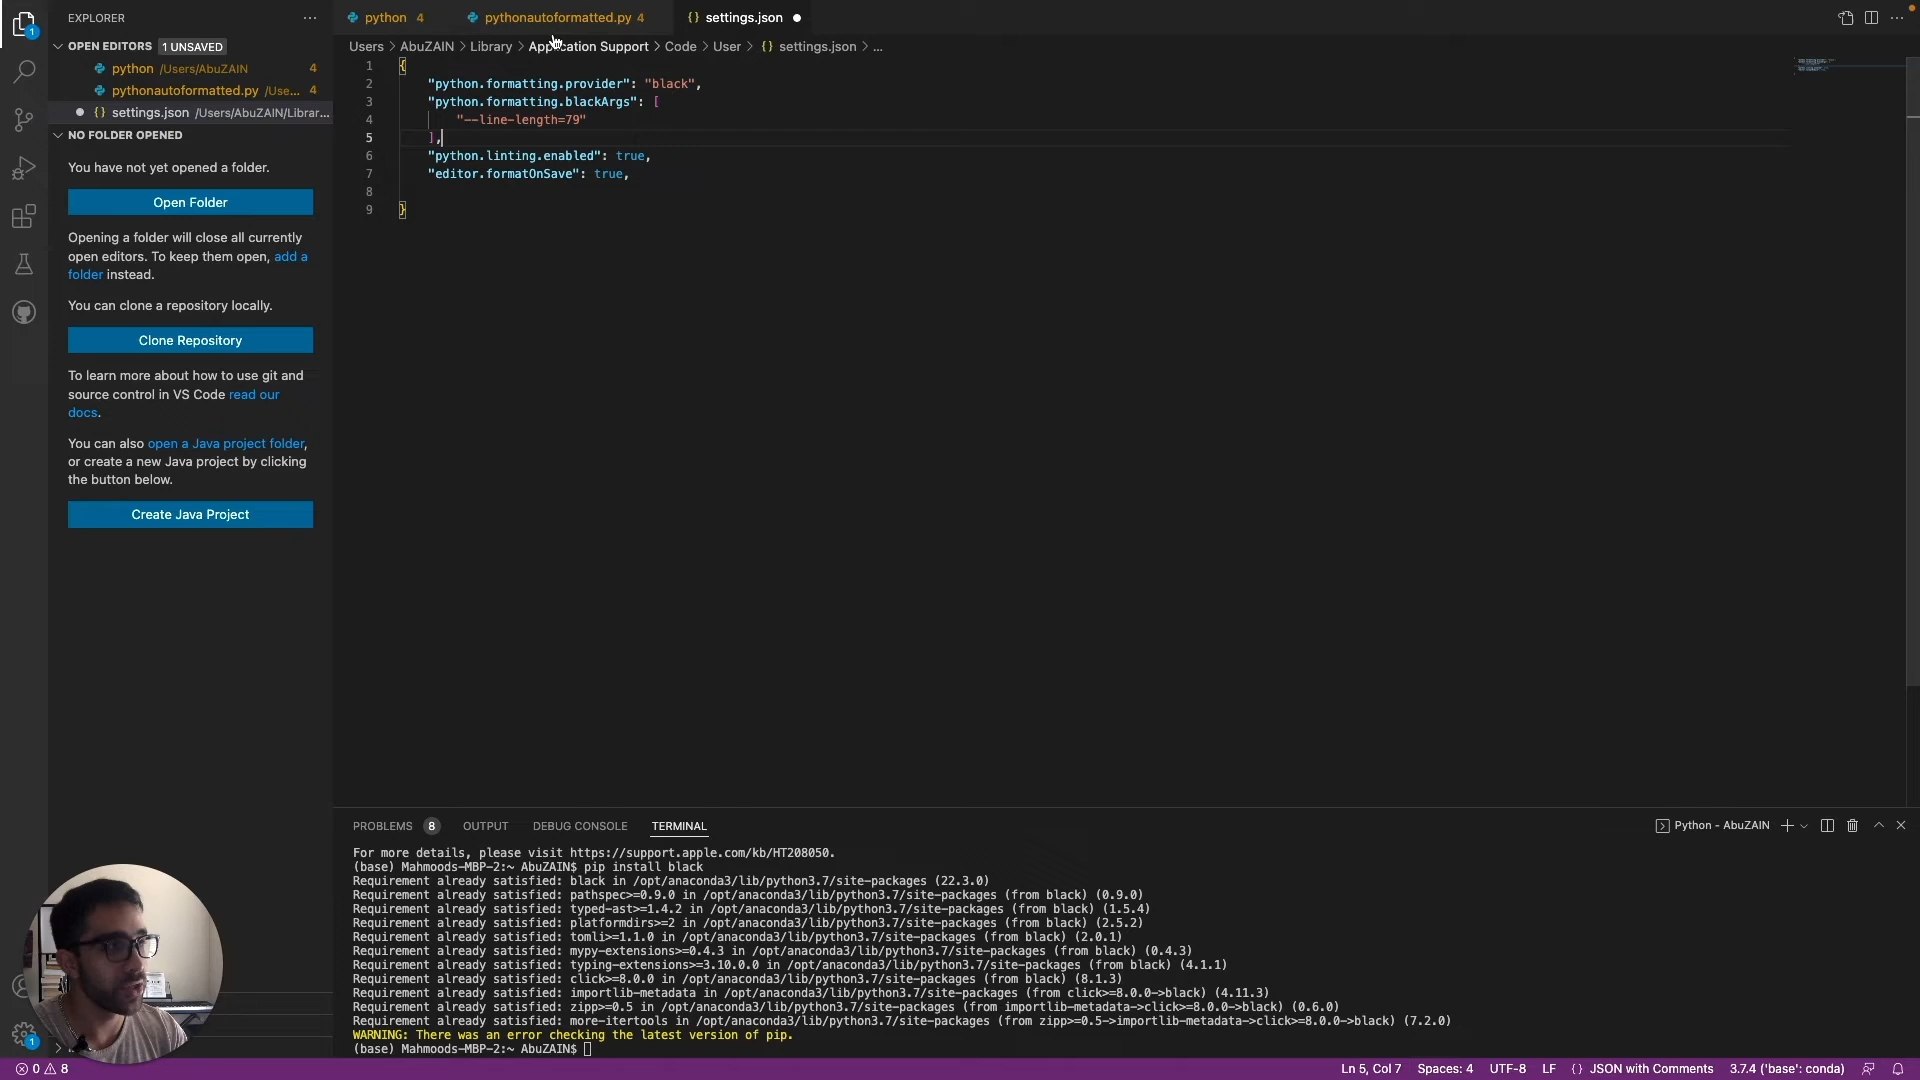 EXPLORER
OPEN EDITORS 1 UNSAVED
python /Users/AbuZAIN 4
pythonautoformatted.py /Use... 4
settings.json /Users/AbuZAIN/Librar...
NO FOLDER OPENED
You have not yet opened a folder.
Open Folder
Opening a folder will close all currently
open editors. To keep them open, add a
folder instead.
You can clone a repository locally.
Clone Repository
To learn more about how to use git and
source control in VS Code read our
docs.
You can also open a Java project folder,
or create a new Java project by clicking
the button below.
Create Java Project
1
1
python 4 pythonautoformatted.py 4 settings.json
Users > AbuZAIN > Library > Application Support > Code > User > {} settings.json > ...
1 {
2 "python.formatting.provider": "black",
3 "python.formatting.blackArgs": [
4 "--line-length=79"
5 ],
6 "python.linting.enabled": true,
7 "editor.formatOnSave": true,
8
9 }
PROBLEMS 8 OUTPUT DEBUG CONSOLE TERMINAL
Python - AbuZAIN
For more details, please visit https://support.apple.com/kb/HT208050.
(base) Mahmoods-MBP-2:~ AbuZAIN$ pip install black
Requirement already satisfied: black in /opt/anaconda3/lib/python3.7/site-packages (22.3.0)
Requirement already satisfied: pathspec>=0.9.0 in /opt/anaconda3/lib/python3.7/site-packages (from black) (0.9.0)
Requirement already satisfied: typed-ast>=1.4.2 in /opt/anaconda3/lib/python3.7/site-packages (from black) (1.5.4)
Requirement already satisfied: platformdirs>=2 in /opt/anaconda3/lib/python3.7/site-packages (from black) (2.5.2)
Requirement already satisfied: tomli>=1.1.0 in /opt/anaconda3/lib/python3.7/site-packages (from black) (2.0.1)
Requirement already satisfied: mypy-extensions>=0.4.3 in /opt/anaconda3/lib/python3.7/site-packages (from black) (0.4.3)
Requirement already satisfied: typing-extensions>=3.10.0.0 in /opt/anaconda3/lib/python3.7/site-packages (from black) (4.1.1)
Requirement already satisfied: click>=8.0.0 in /opt/anaconda3/lib/python3.7/site-packages (from black) (8.1.3)
Requirement already satisfied: importlib-metadata in /opt/anaconda3/lib/python3.7/site-packages (from click>=8.0.0->black) (4.11.3)
Requirement already satisfied: zipp>=0.5 in /opt/anaconda3/lib/python3.7/site-packages (from importlib-metadata->click>=8.0.0->black) (0.6.0)
Requirement already satisfied: more-itertools in /opt/anaconda3/lib/python3.7/site-packages (from zipp>=0.5->importlib-metadata->click>=8.0.0->black) (7.2.0)
WARNING: There was an error checking the latest version of pip.
(base) Mahmoods-MBP-2:~ AbuZAIN$
0 8 Ln 5, Col 7 Spaces: 4 UTF-8 LF {} JSON with Comments 3.7.4 ('base': conda)